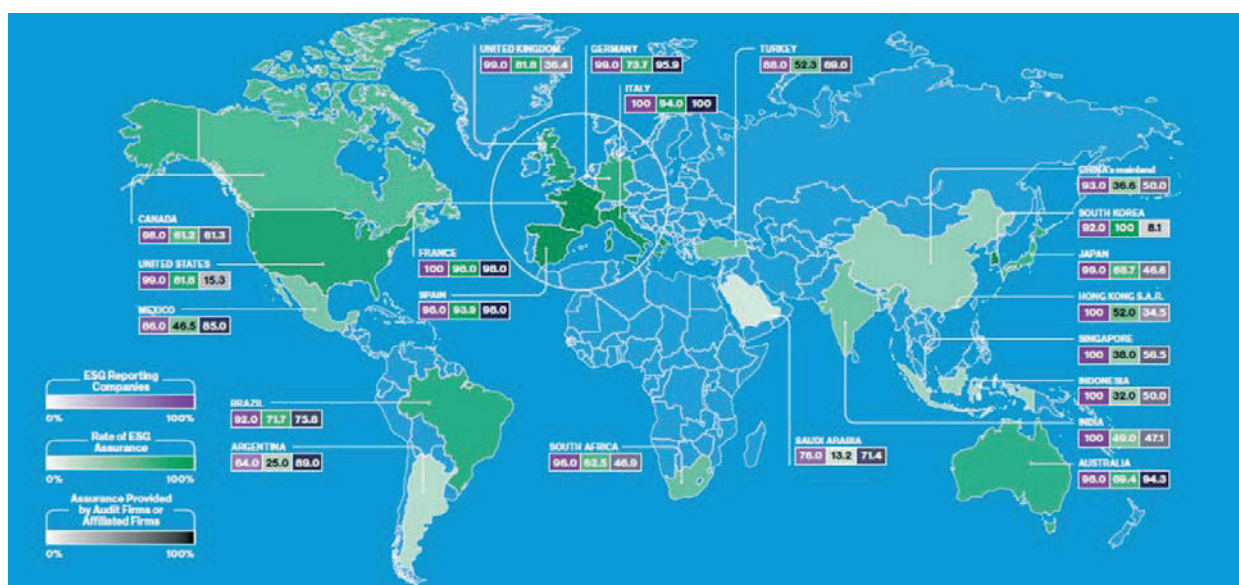 UNITED KINGDOM
99.0 81.8 36.4
GERMANY
99.0 73.7 95.9
TURKEY
88.0 52.3 69.0
ITALY
100 94.0 100
CANADA
98.0 61.2 61.3
UNITED STATES
99.0 81.8 15.3
MEXICO
86.0 46.5 85.0
FRANCE
100 98.0 98.0
SPAIN
98.0 93.9 98.0
CHINA's mainland
93.0 36.6 50.0
SOUTH KOREA
92.0 100 8.1
JAPAN
99.0 68.7 46.8
HONG KONG S.A.R.
100 52.0 34.5
SINGAPORE
100 38.0 56.5
INDONESIA
100 32.0 50.0
INDIA
100 49.0 47.1
AUSTRALIA
98.0 69.4 94.3
BRAZIL
92.0 71.7 75.8
ARGENTINA
64.0 25.0 89.0
SOUTH AFRICA
96.0 62.5 46.9
SAUDI ARABIA
76.0 13.2 71.4
ESG Reporting
Companies
0% 100%
Rate of ESG
Assurance
0% 100%
Assurance Provided
by Audit Firms or
Affiliated Firms
0% 100%